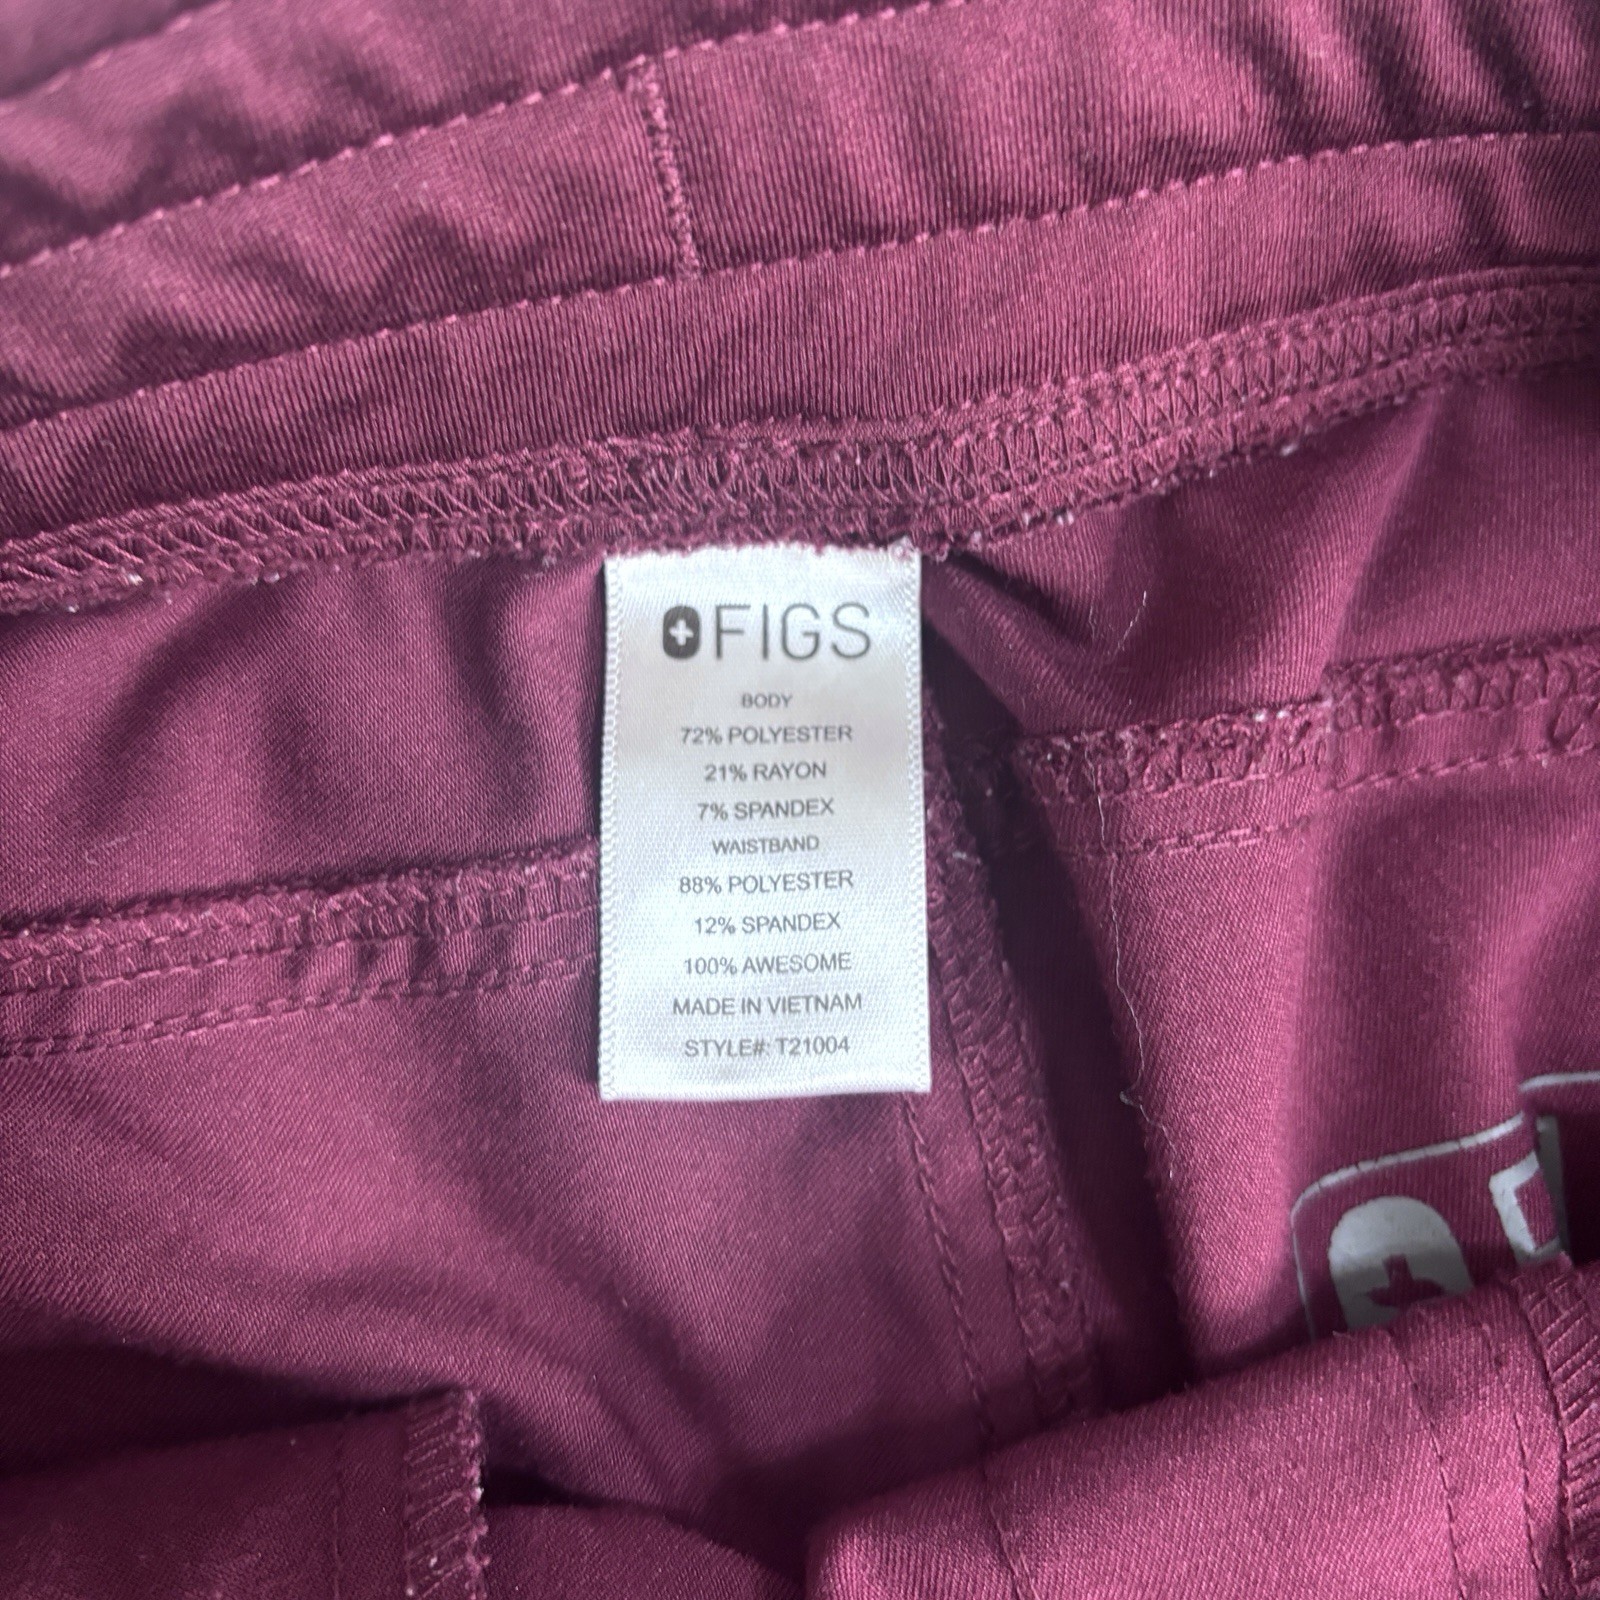 FIGS
BODY
72% POLYESTER
21% RAYON
7% SPANDEX
WAISTBAND
88% POLYESTER
12% SPANDEX
100% AWESOME
MADE IN VIETNAM
STYLE#: T21004